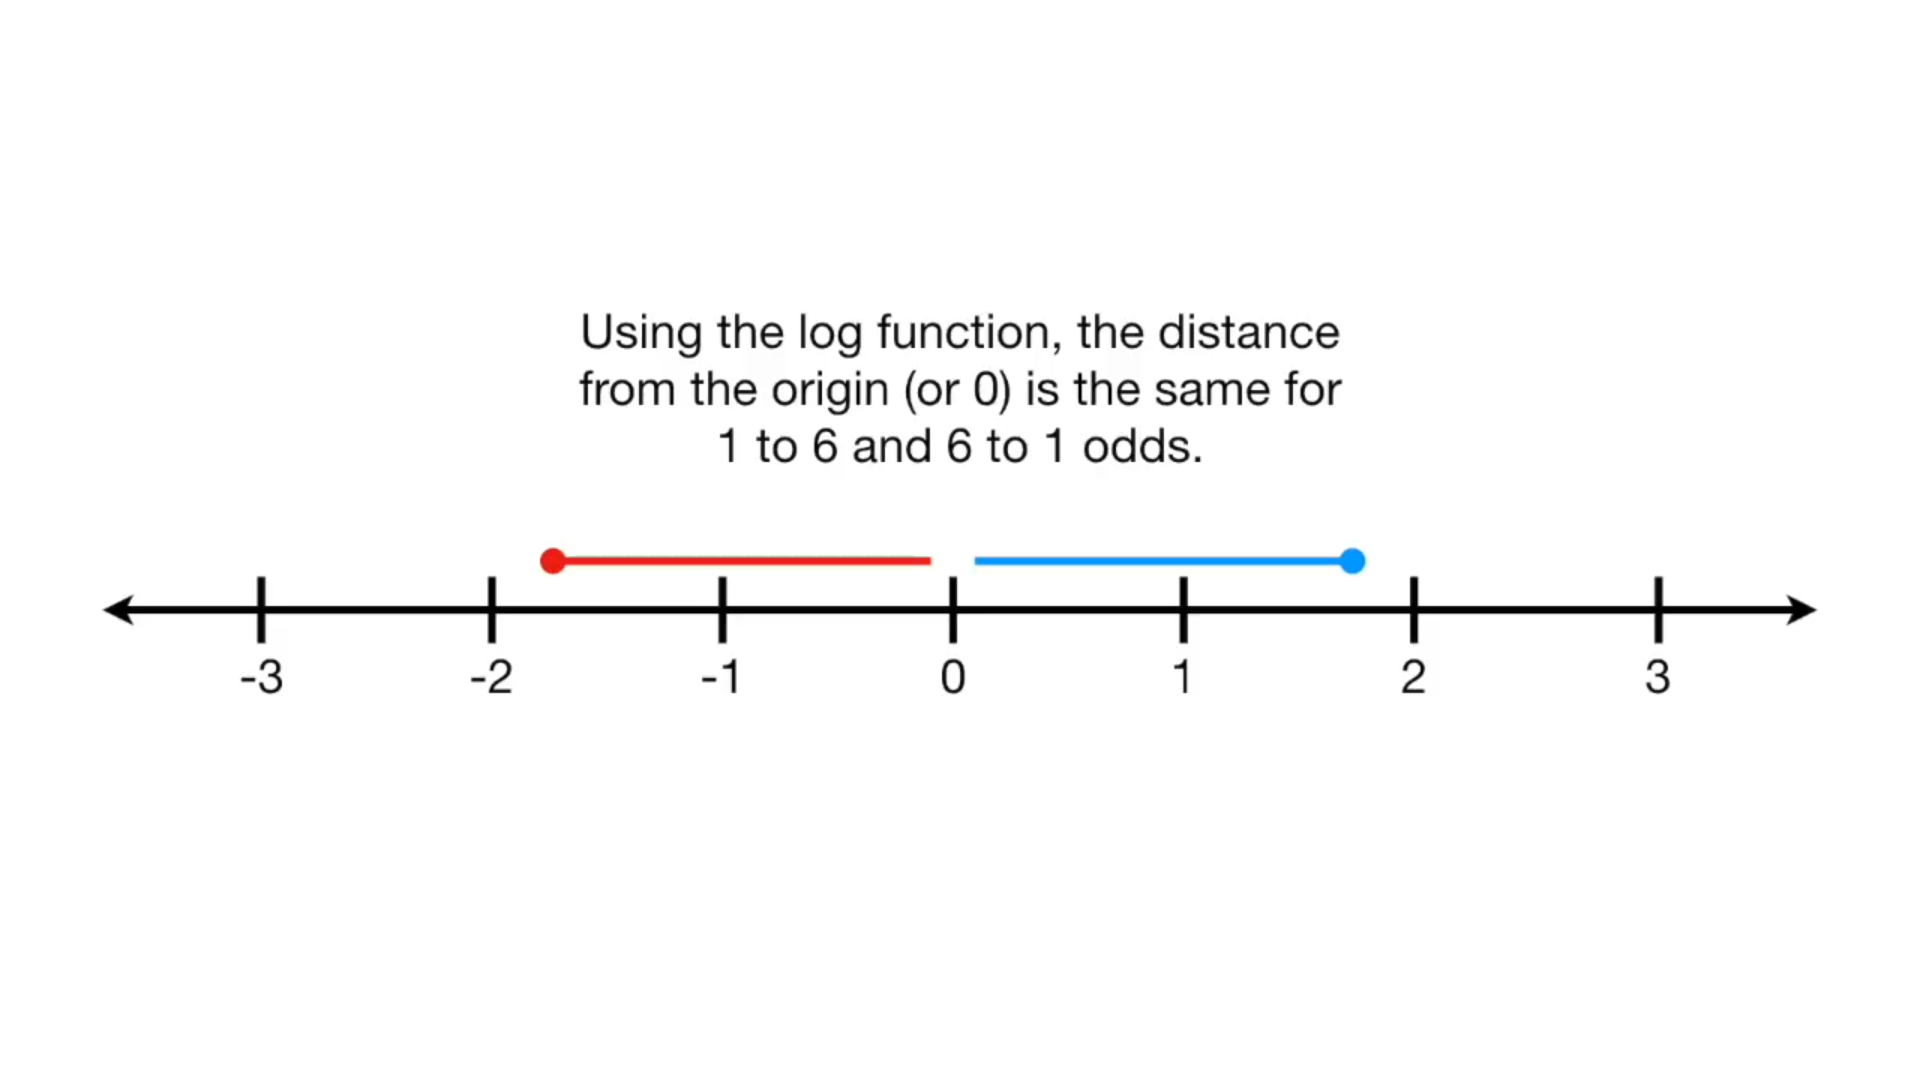 Using the log function, the distance
from the origin (or 0) is the same for
1 to 6 and 6 to 1 odds.
-3 -2 -1 0 1 2 3